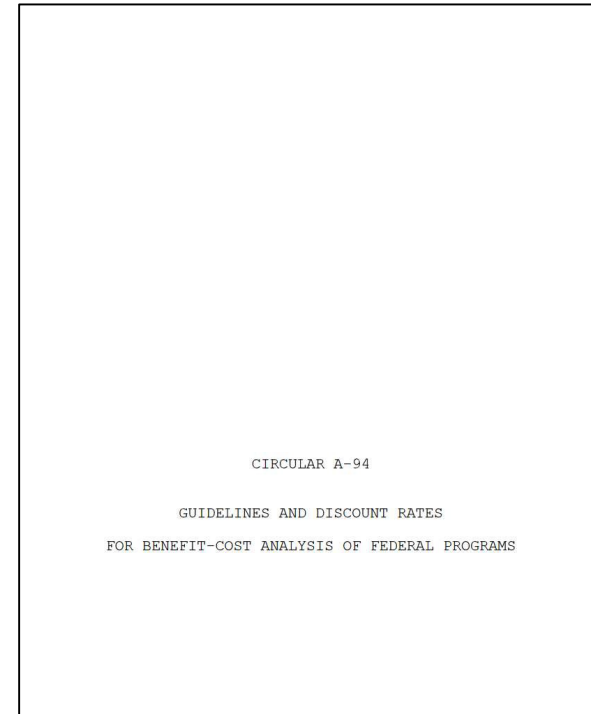 CIRCULAR A-94
GUIDELINES AND DISCOUNT RATES
FOR BENEFIT-COST ANALYSIS OF FEDERAL PROGRAMS